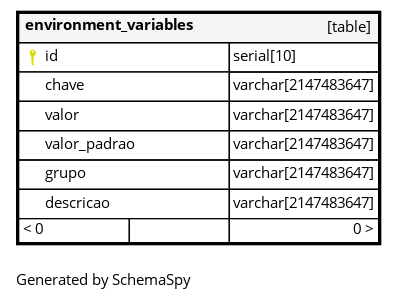 environment_variables [table]
id serial[10]
chave varchar[2147483647]
valor varchar[2147483647]
valor_padrao varchar[2147483647]
grupo varchar[2147483647]
descricao varchar[2147483647]
< 0 0 >
Generated by SchemaSpy